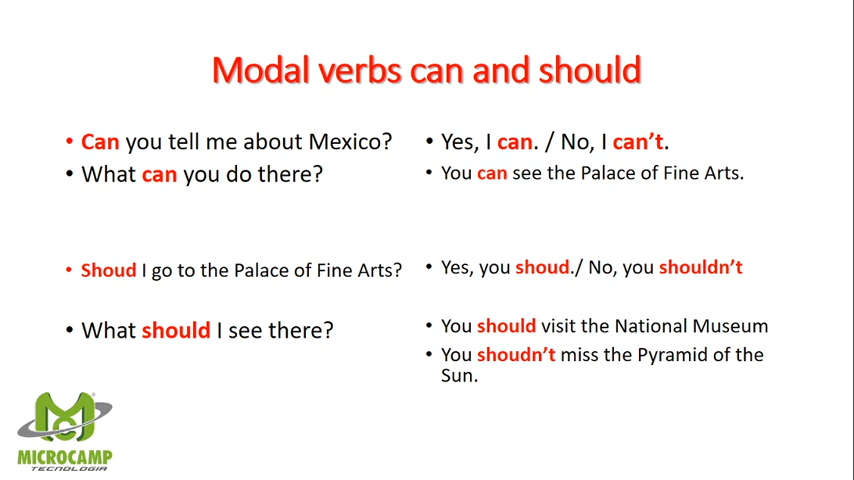 Modal verbs can and should
• Can you tell me about Mexico?
• What can you do there?
• Shoud I go to the Palace of Fine Arts?
• What should I see there?
• Yes, I can. / No, I can't.
• You can see the Palace of Fine Arts.
• Yes, you shoud./ No, you shouldn't
• You should visit the National Museum
• You shoudn't miss the Pyramid of the
Sun.
MICROCAMP
TECNOLOGIA